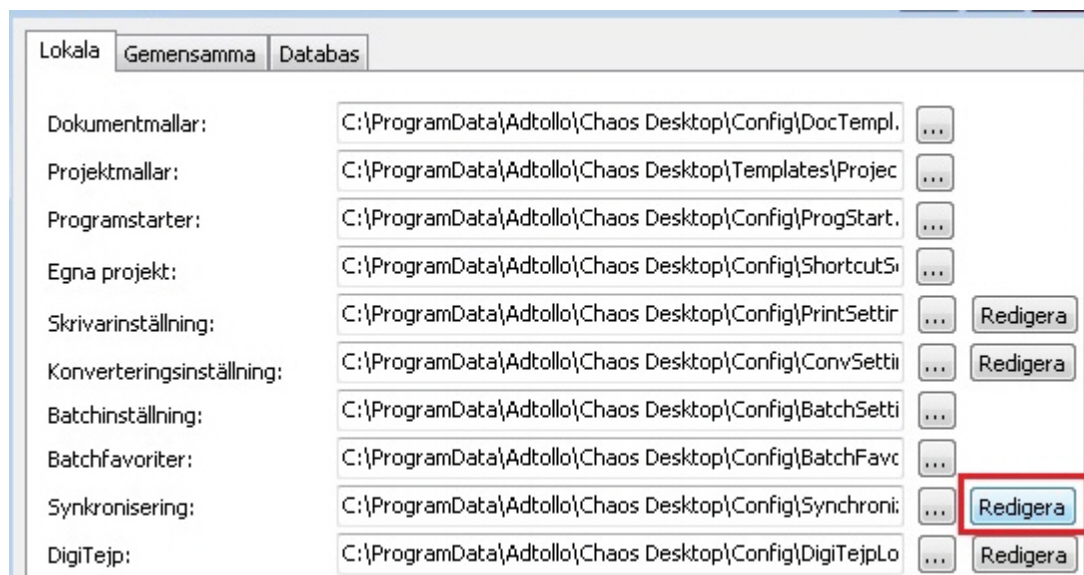 Lokala Gemensamma Databas
Dokumentmallar: C:\ProgramData\Adtollo\Chaos Desktop\Config\DocTempl. ...
Projektmallar: C:\ProgramData\Adtollo\Chaos Desktop\Templates\Projec ...
Programstarter: C:\ProgramData\Adtollo\Chaos Desktop\Config\ProgStart. ...
Egna projekt: C:\ProgramData\Adtollo\Chaos Desktop\Config\ShortcutS ...
Skrivarinställning: C:\ProgramData\Adtollo\Chaos Desktop\Config\PrintSettin ... Redigera
Konverteringsinställning: C:\ProgramData\Adtollo\Chaos Desktop\Config\ConvSetti ... Redigera
Batchinställning: C:\ProgramData\Adtollo\Chaos Desktop\Config\BatchSetti ...
Batchfavoriter: C:\ProgramData\Adtollo\Chaos Desktop\Config\BatchFavo ...
Synkronisering: C:\ProgramData\Adtollo\Chaos Desktop\Config\Synchroni ... Redigera
DigiTejp: C:\ProgramData\Adtollo\Chaos Desktop\Config\DigiTejpLo ... Redigera